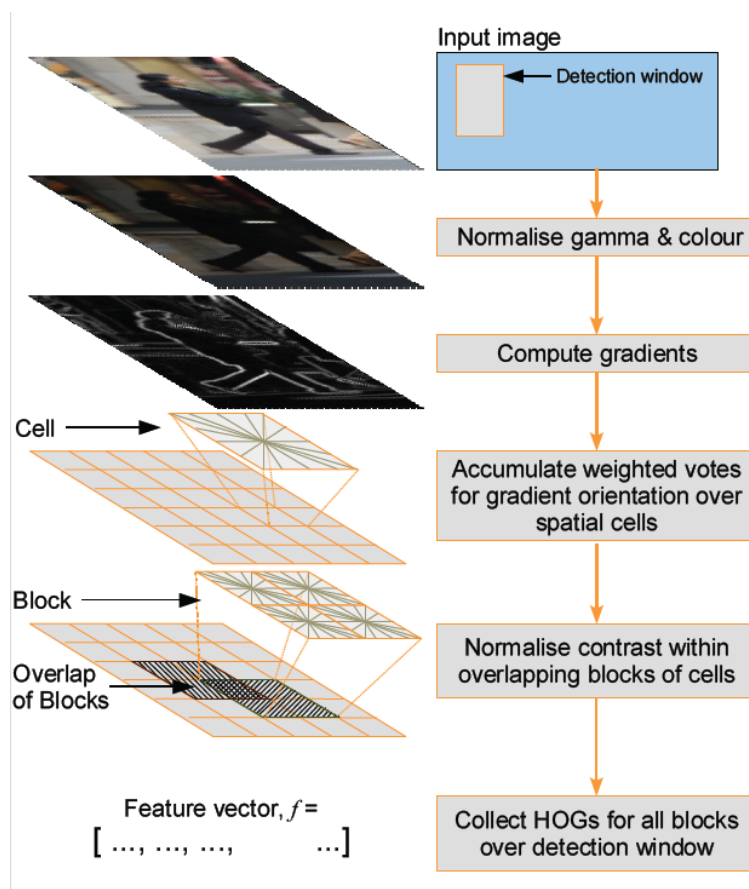 Input image
Detection window
Normalise gamma & colour
Compute gradients
Cell
Accumulate weighted votes
for gradient orientation over
spatial cells
Block
Normalise contrast within
overlapping blocks of cells
Overlap
of Blocks
Feature vector, f =
[ ..., ..., ..., ...]
Collect HOGs for all blocks
over detection window